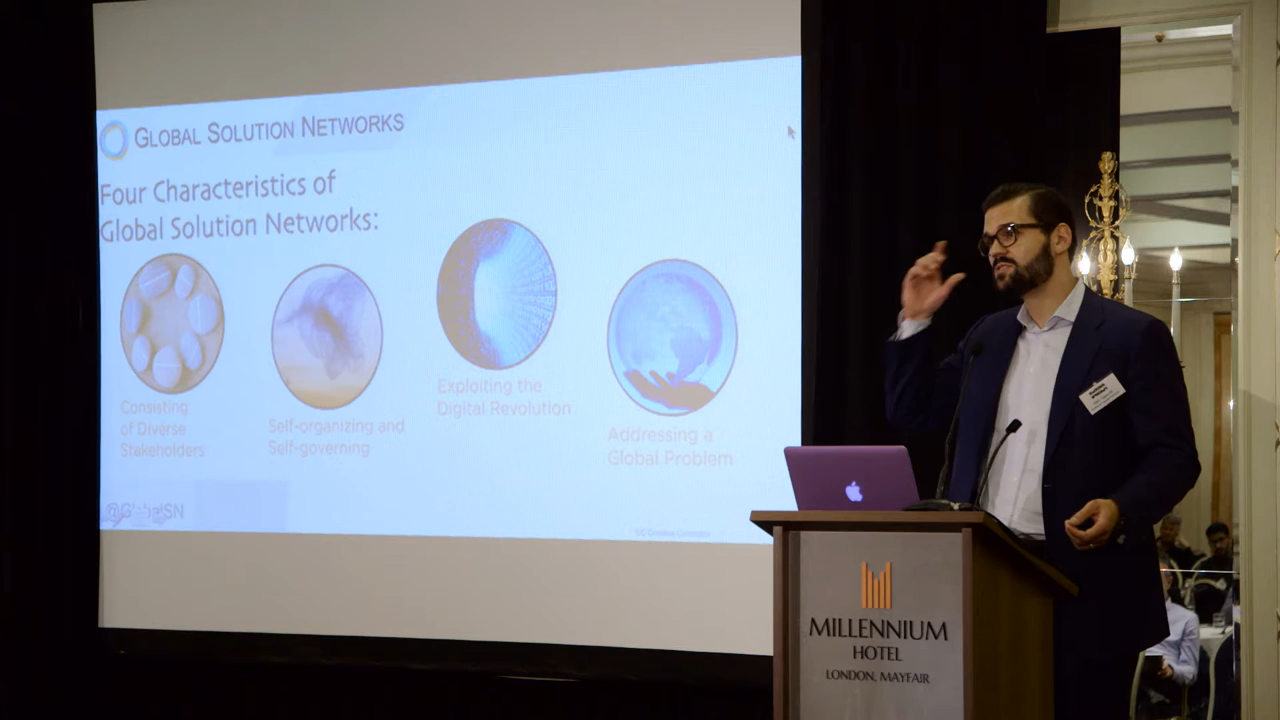 GLOBAL SOLUTION NETWORKS
Four Characteristics of
Global Solution Networks:
Consisting
of Diverse
Stakeholders
Self-organizing and
Self-governing
Exploiting the
Digital Revolution
Addressing a
Global Problem
@GlobalSN
MILLENNIUM
HOTEL
LONDON, MAYFAIR